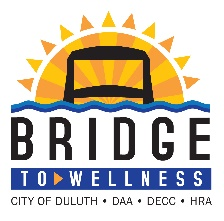 BRIDGE
TO WELLNESS
CITY OF DULUTH • DAA • DECC • HRA